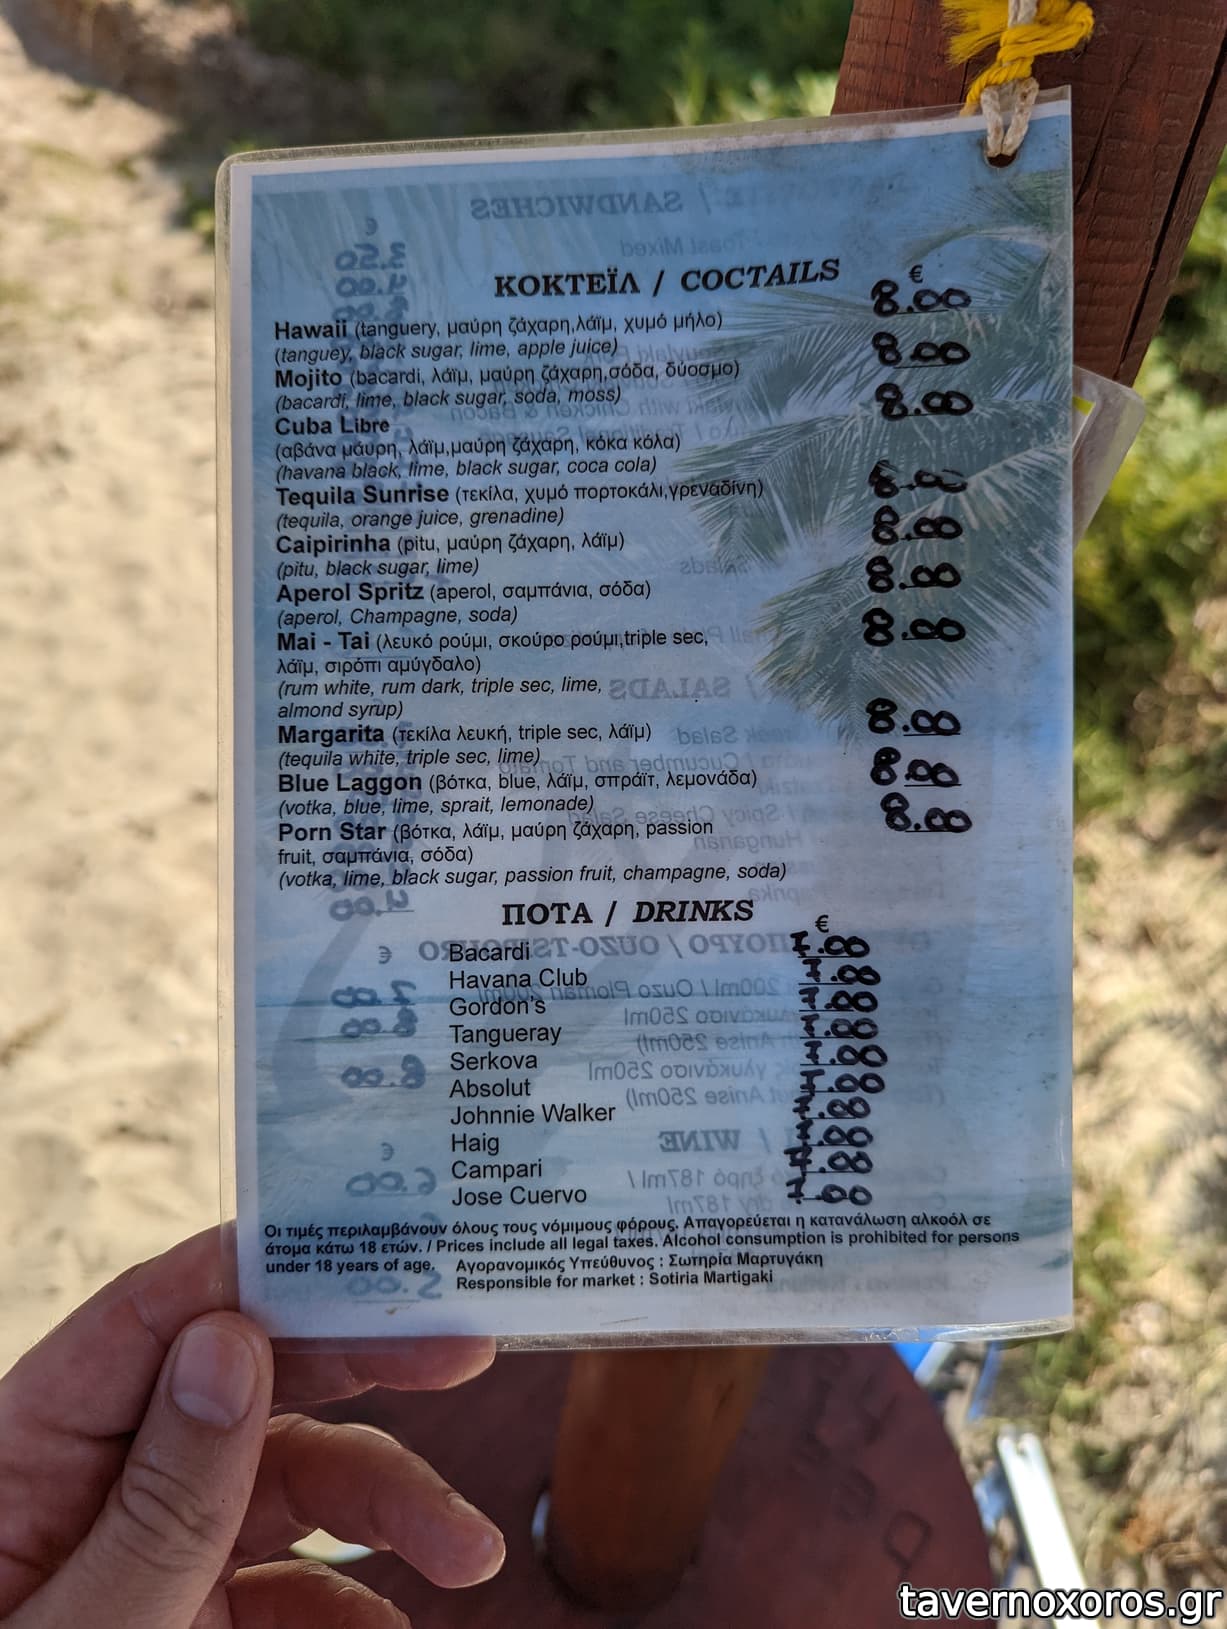 ΚΟΚΤΕΪΛ / COCTAILS
€
Hawaii (tanguery, μαύρη ζάχαρη,λάϊμ, χυμό μήλο) 8.00
(tanguey, black sugar, lime, apple juice)
Mojito (bacardi, λάϊμ, μαύρη ζάχαρη,σόδα, δύοσμο) 8.00
(bacardi, lime, black sugar, soda, moss)
Cuba Libre 8.00
(αβάνα μάυρη, λάϊμ,μαύρη ζάχαρη, κόκα κόλα)
(havana black, lime, black sugar, coca cola)
Tequila Sunrise (τεκίλα, χυμό πορτοκάλι,γρεναδίνη) 8.00
(tequila, orange juice, grenadine)
Caipirinha (pitu, μαύρη ζάχαρη, λάϊμ) 8.00
(pitu, black sugar, lime)
Aperol Spritz (aperol, σαμπάνια, σόδα) 8.00
(aperol, Champagne, soda)
Mai - Tai (λευκό ρούμι, σκούρο ρούμι,triple sec, 8.00
λάϊμ, σιρόπι αμύγδαλο)
(rum white, rum dark, triple sec, lime,
almond syrup)
Margarita (τεκίλα λευκή, triple sec, λάϊμ) 8.00
(tequila white, triple sec, lime)
Blue Laggon (βότκα, blue, λάϊμ, σπράϊτ, λεμονάδα) 8.00
(votka, blue, lime, sprait, lemonade)
Porn Star (βότκα, λάϊμ, μαύρη ζάχαρη, passion 8.00
fruit, σαμπάνια, σόδα)
(votka, lime, black sugar, passion fruit, champagne, soda)
ΠΟΤΑ / DRINKS
€
Bacardi
Havana Club
Gordon's
Tangueray
Serkova
Absolut
Johnnie Walker
Haig
Campari
Jose Cuervo
Οι τιμές περιλαμβάνουν όλους τους νόμιμους φόρους. Απαγορεύεται η κατανάλωση αλκοόλ σε
άτομα κάτω 18 ετών. / Prices include all legal taxes. Alcohol consumption is prohibited for persons
under 18 years of age. Αγορανομικός Υπεύθυνος : Σωτηρία Μαρτυγάκη
Responsible for market : Sotiria Martigaki
tavernoxoros.gr